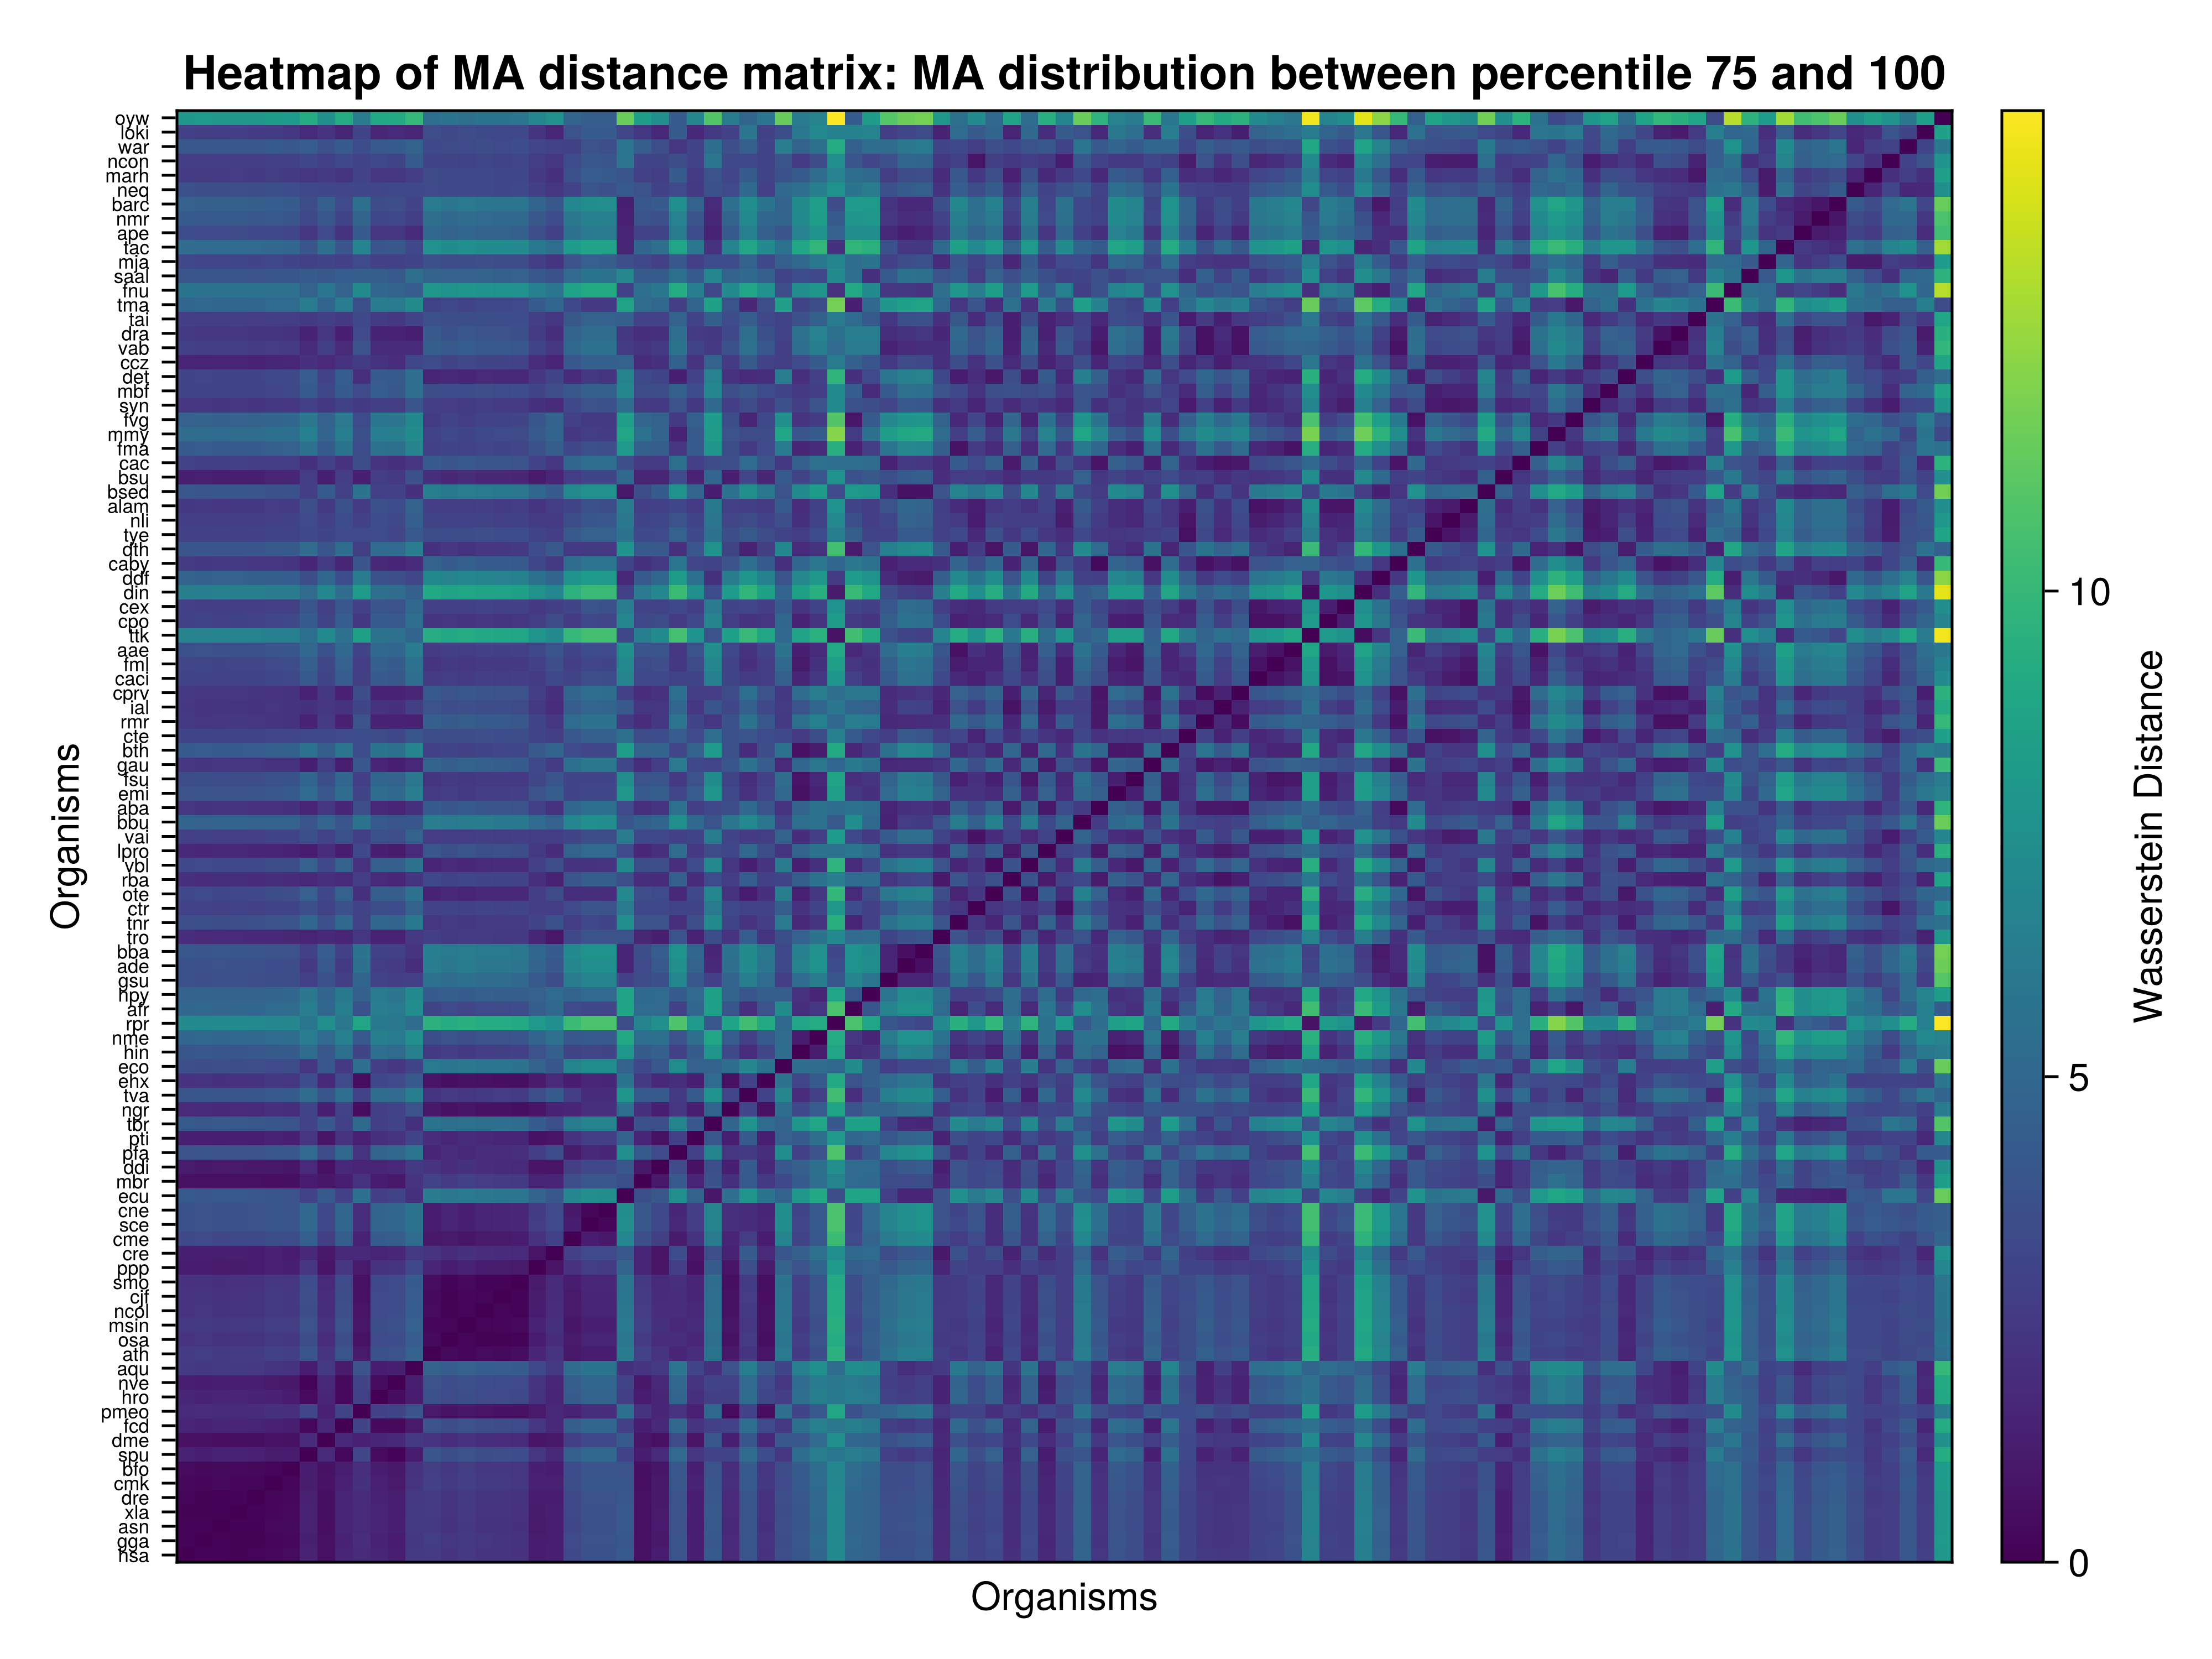 Heatmap of MA distance matrix: MA distribution between percentile 75 and 100
oyw
loki
war
ncon
marh
neq
barc
nmr
ape
tac
mja
saal
fnu
tma
tai
dra
vab
ccz
det
mbf
syn
fvg
mmy
fma
cac
bsu
bsed
alam
nli
tye
dth
caby
ddf
din
cex
cpo
ttk
aae
fml
caci
cprv
ial
rmr
cte
bth
gau
fsu
emi
aba
bbu
vai
lpro
vbl
rba
ote
ctr
tnr
tro
bba
ade
gsu
hpy
afr
rpr
nme
hin
eco
ehx
tva
ngr
tbr
pti
pfa
ddi
mbr
ecu
cne
sce
cme
cre
ppp
smo
cjf
ncol
msin
osa
ath
aqu
nve
hro
pmeo
fcd
dme
spu
bfo
cmk
dre
xla
asn
gga
hsa
Organisms
Organisms
10
5
0
Wasserstein Distance